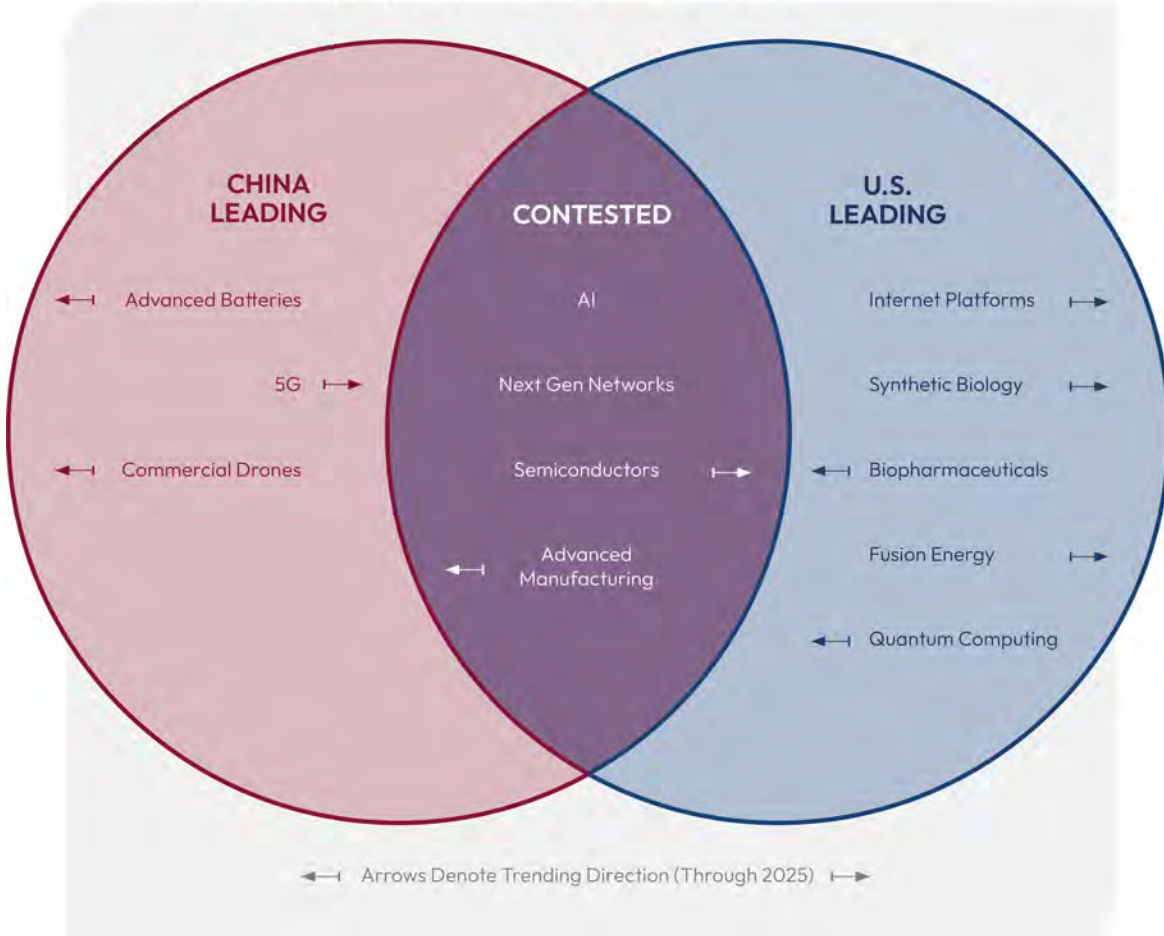 CHINA
LEADING
Advanced Batteries
5G
Commercial Drones
CONTESTED
AI
Next Gen Networks
Semiconductors
Advanced
Manufacturing
U.S.
LEADING
Internet Platforms
Synthetic Biology
Biopharmaceuticals
Fusion Energy
Quantum Computing
Arrows Denote Trending Direction (Through 2025)